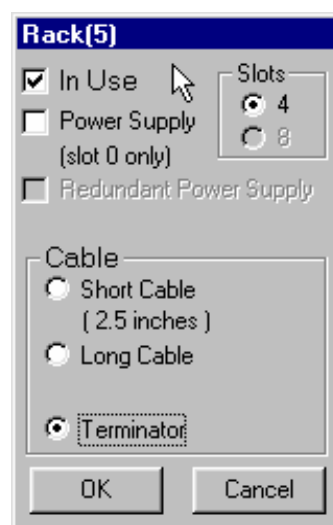 Rack(5)
In Use
Slots
4
Power Supply
(slot 0 only)
8
Redundant Power Supply
Cable
Short Cable
( 2.5 inches )
Long Cable
Terminator
OK
Cancel